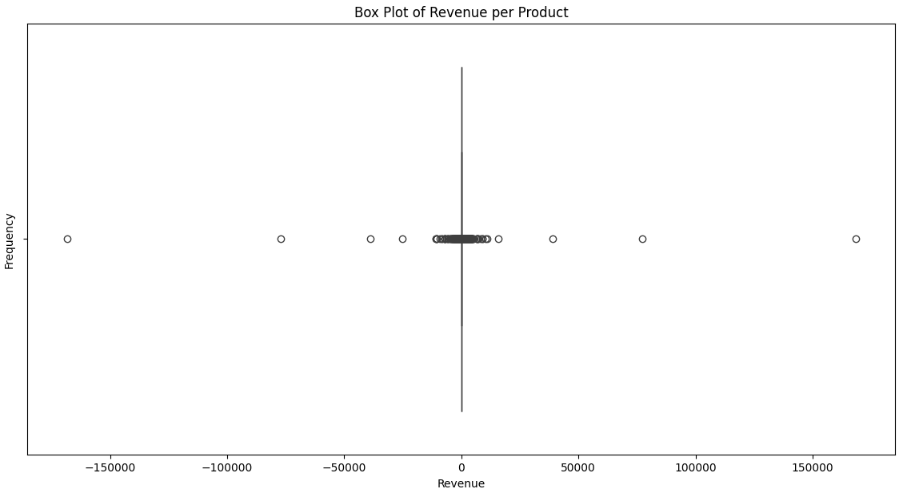 Box Plot of Revenue per Product
Frequency
−150000 −100000 −50000 0 50000 100000 150000
Revenue